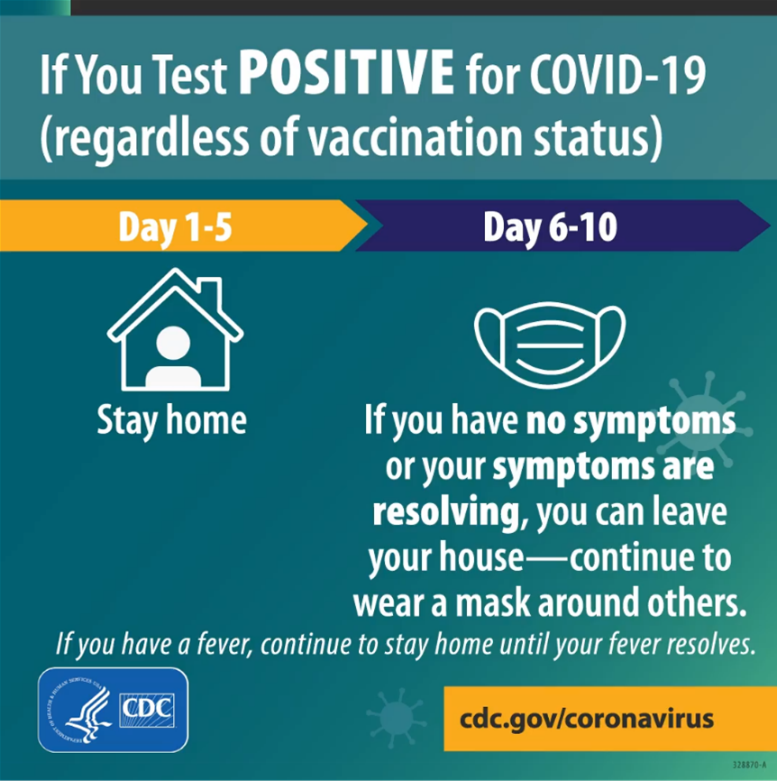 If You Test POSITIVE for COVID-19
(regardless of vaccination status)
Day 1-5
Day 6-10
Stay home
If you have no symptoms
or your symptoms are
resolving, you can leave
your house—continue to
wear a mask around others.
If you have a fever, continue to stay home until your fever resolves.
CDC
cdc.gov/coronavirus
328870-A